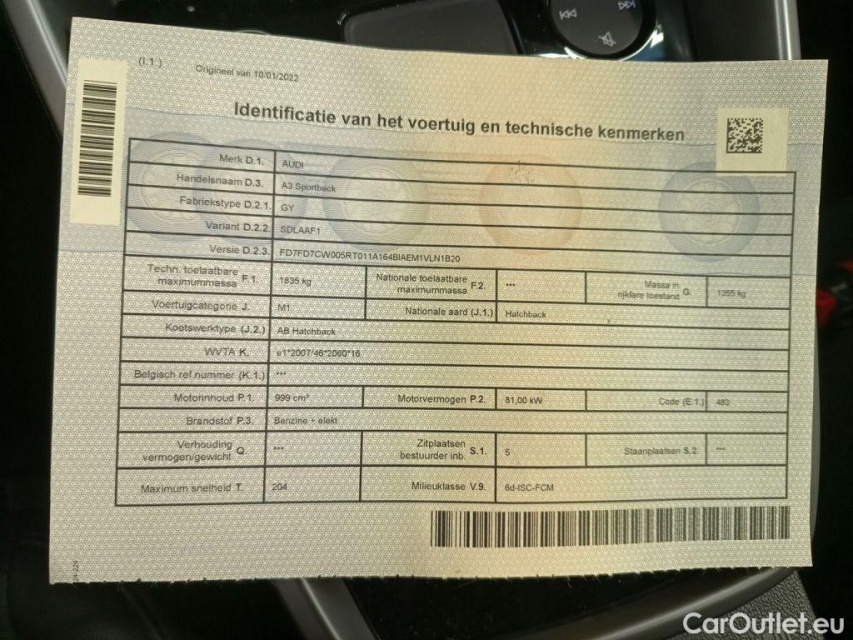 (I.1.)
Origineel van 10/01/2022
Identificatie van het voertuig en technische kenmerken
Merk D.1. AUDI
Handelsnaam D.3. A3 Sportback
Fabriekstype D.2.1. GY
Variant D.2.2. SDLAAF1
Versie D.2.3. FD7FD7CW005RT011A164BIAEM1VLN1B20
Techn. toelaatbare maximummassa F.1. 1835 kg Nationale toelaatbare maximummassa F.2. *** Massa in rijklare toestand G. 1355 kg
Voertuigcategorie J. M1 Nationale aard (J.1.) Hatchback
Koetswerktype (J.2.) AB Hatchback
WVTA K. e1*2007/46*2060*16
Belgisch ref.nummer (K.1.) ***
Motorinhoud P.1. 999 cm³ Motorvermogen P.2. 81,00 kW Code (E.1.) 483
Brandstof P.3. Benzine + elekt
Verhouding vermogen/gewicht Q. *** Zitplaatsen bestuurder inb. S.1. 5 Staanplaatsen S.2. ***
Maximum snelheid T. 204 Milieuklasse V.9. 6d-ISC-FCM
CarOutlet.eu